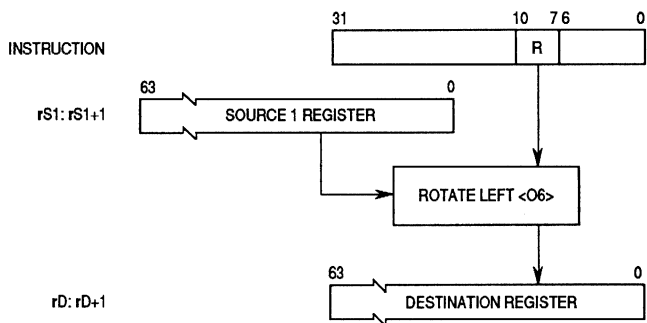 31 10 7 6 0
INSTRUCTION R
63 0
rS1: rS1+1 SOURCE 1 REGISTER
ROTATE LEFT <O6>
63 0
rD: rD+1 DESTINATION REGISTER